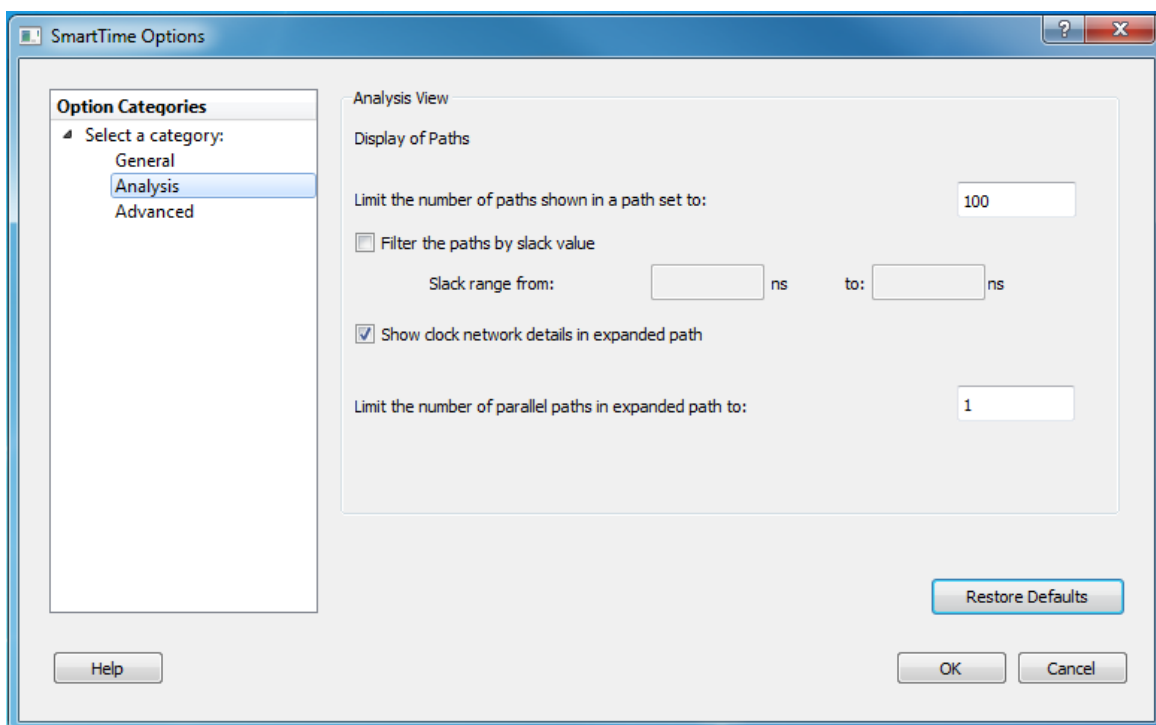 SmartTime Options
?
X
Option Categories
Select a category:
General
Analysis
Advanced
Analysis View
Display of Paths
Limit the number of paths shown in a path set to:
100
Filter the paths by slack value
Slack range from: ns to: ns
Show clock network details in expanded path
Limit the number of parallel paths in expanded path to:
1
Restore Defaults
Help
OK
Cancel